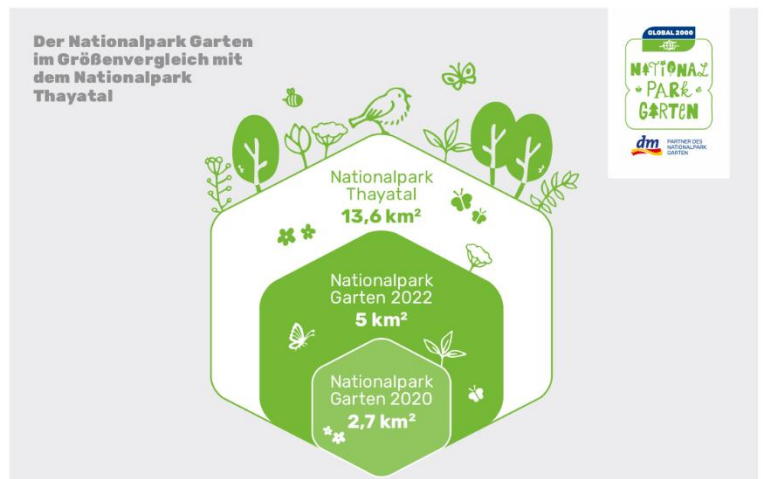 Der Nationalpark Garten
im Größenvergleich mit
dem Nationalpark
Thayatal
GLOBAL 2000
NATIONAL
PARK
GARTEN
dm
PARTNER DES
NATIONALPARK
GARTEN
Nationalpark
Thayatal
13,6 km²
Nationalpark
Garten 2022
5 km²
Nationalpark
Garten 2020
2,7 km²